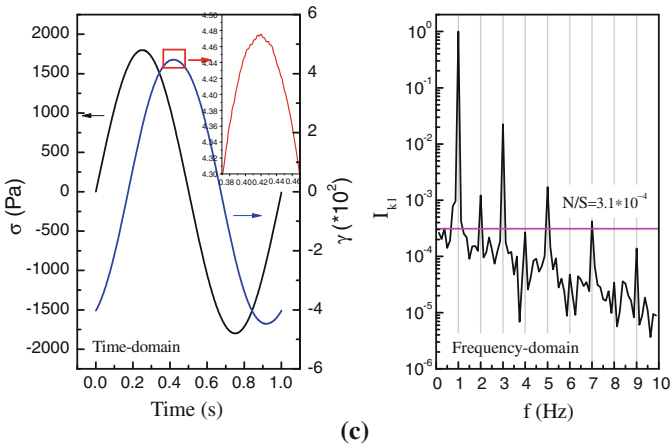 2000
1500
1000
500
0
-500
-1000
-1500
-2000
σ (Pa)
6
4
2
0
-2
-4
-6
γ (*10²)
4.50
4.48
4.46
4.44
4.42
4.40
4.38
4.36
4.34
4.32
4.30
0.38 0.40 0.42 0.44 0.46
Time-domain
0.0 0.2 0.4 0.6 0.8 1.0
Time (s)
10⁰
10⁻¹
10⁻²
10⁻³
10⁻⁴
10⁻⁵
10⁻⁶
I_{k1}
N/S=3.1*10⁻⁴
Frequency-domain
0 1 2 3 4 5 6 7 8 9 10
f (Hz)
(c)